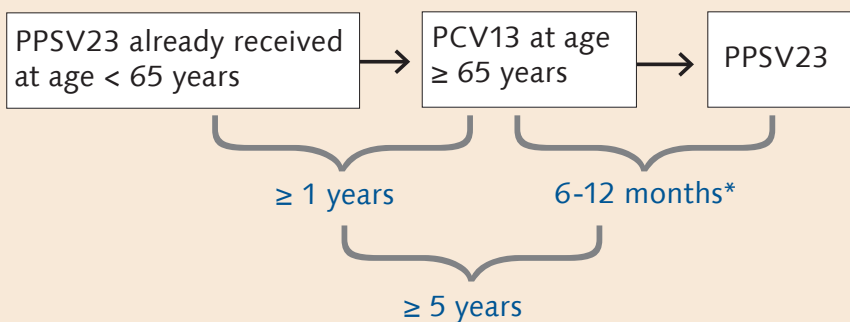 PPSV23 already received
at age < 65 years
PCV13 at age
≥ 65 years
PPSV23
≥ 1 years
6-12 months*
≥ 5 years